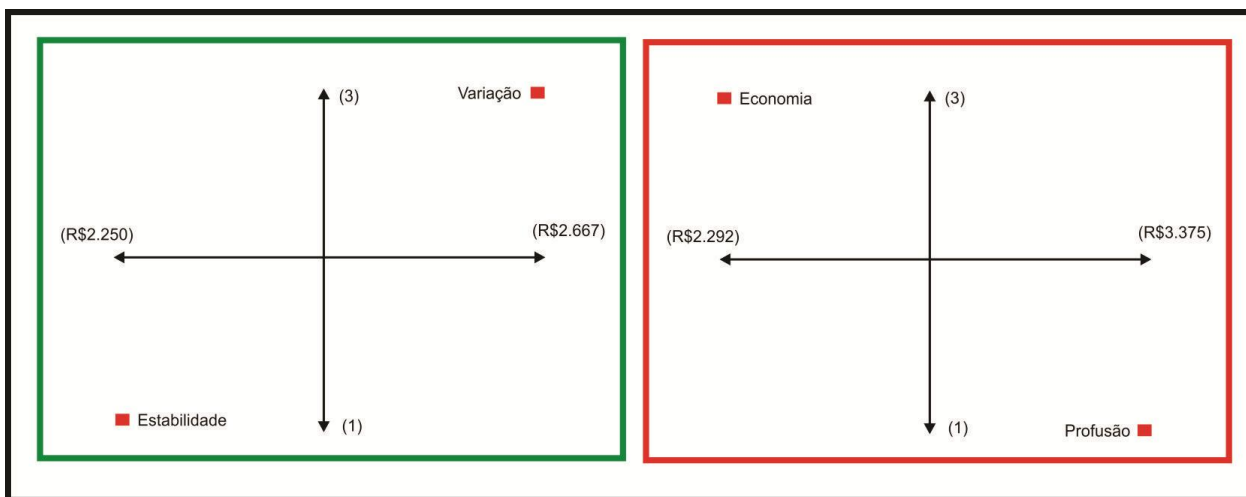 Variação
(3)
(R$2.250)
(R$2.667)
Estabilidade
(1)
Economia
(3)
(R$2.292)
(R$3.375)
Profusão
(1)